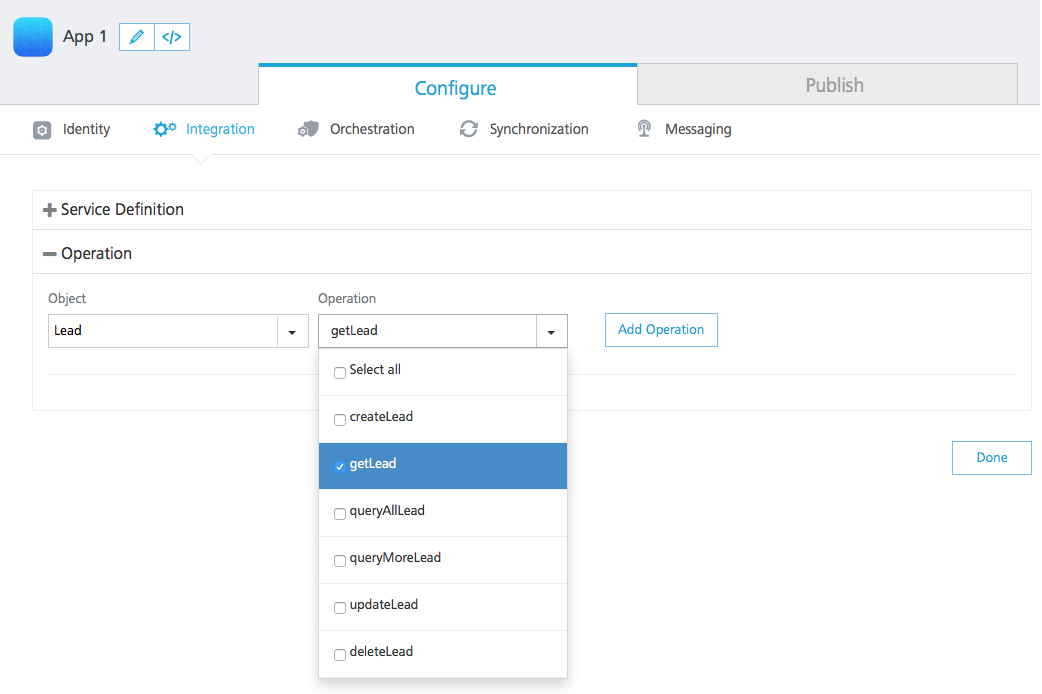 App 1
</>
Configure
Publish
Identity
Integration
Orchestration
Synchronization
Messaging
Service Definition
Operation
Object
Operation
Lead
getLead
Add Operation
Select all
createLead
getLead
queryAllLead
queryMoreLead
updateLead
deleteLead
Done